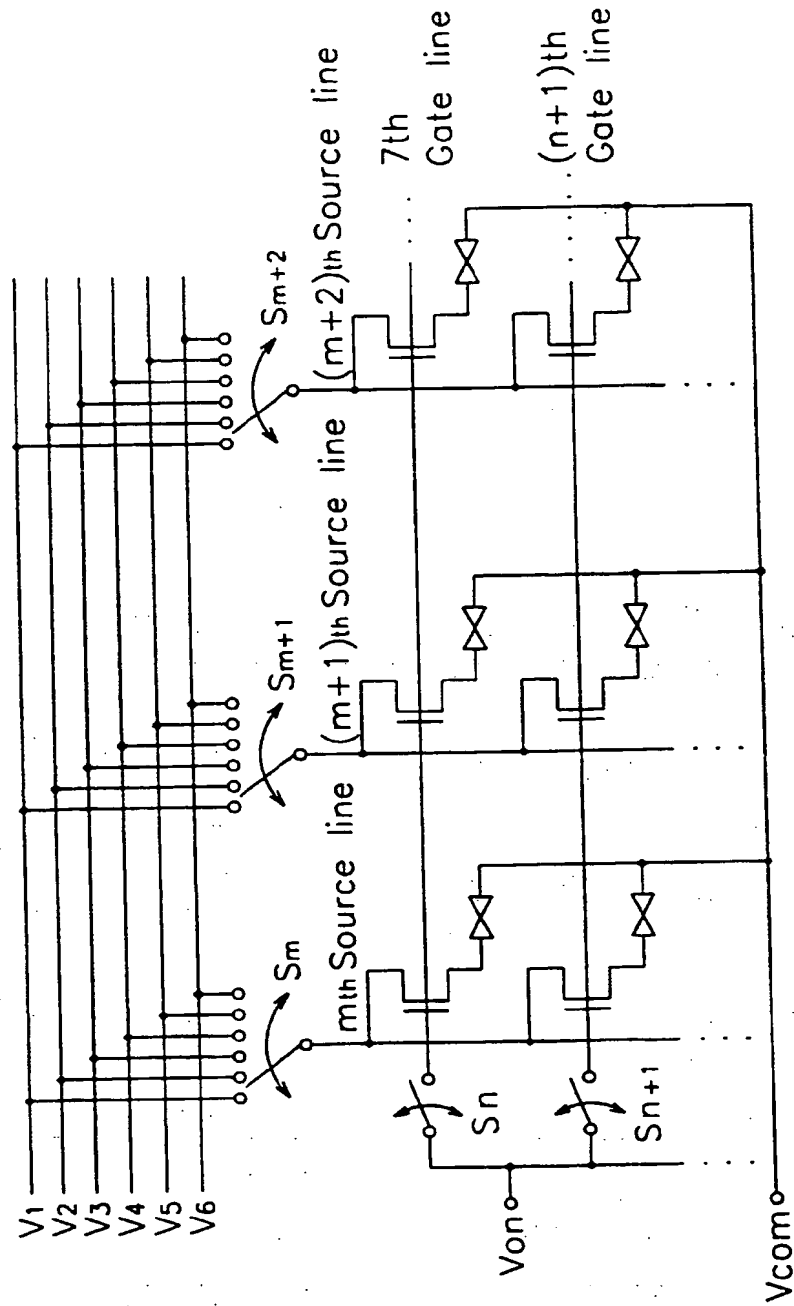 V1
V2
V3
V4
V5
V6
Sm
Sm+1
Sm+2
mth Source line
(m+1)th Source line
(m+2)th Source line
7th
Gate line
(n+1)th
Gate line
Sn
Sn+1
Von
Vcom